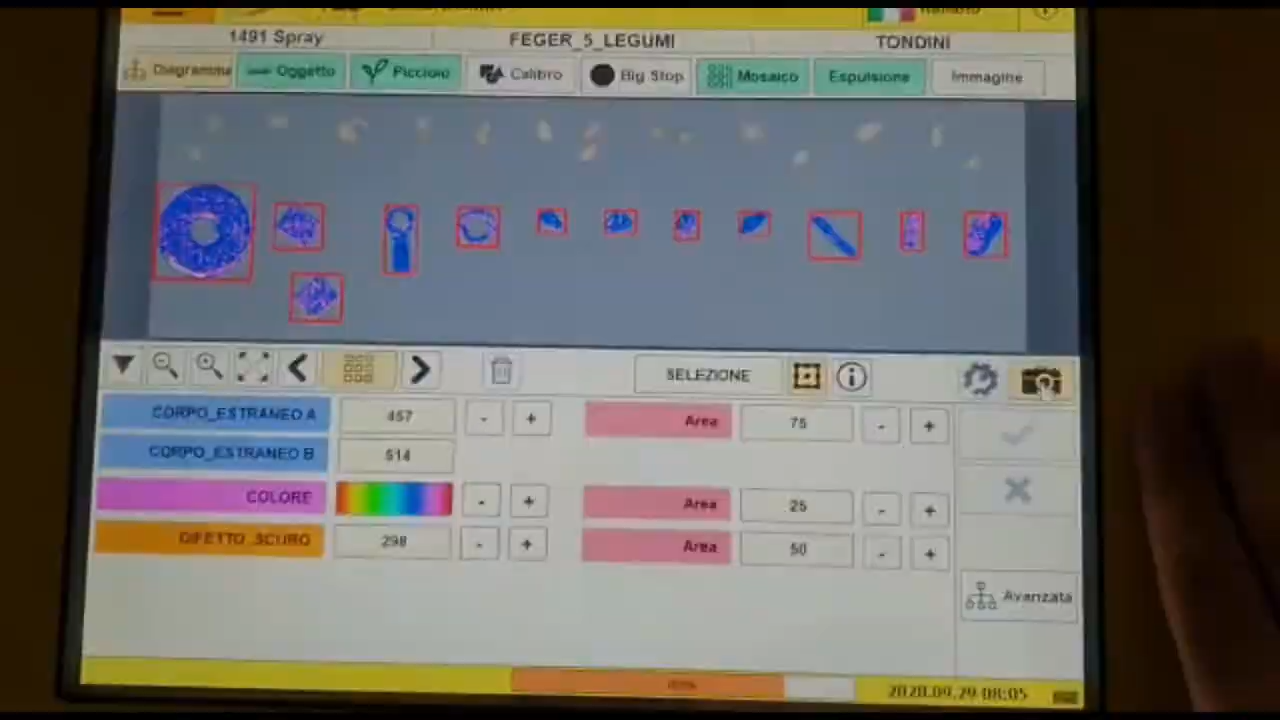 Italiano
1491 Spray FEGER_5_LEGUMI TONDINI
Diagramma Oggetto Picciolo Calibro Big Stop Mosaico Espulsione Immagine
SELEZIONE
CORPO_ESTRANEO A 457 - + Area 75 - +
CORPO_ESTRANEO B 514
COLORE - + Area 25 - +
DIFETTO_SCURO 298 - + Area 50 - +
Avanzata
2020.09.29-08:05